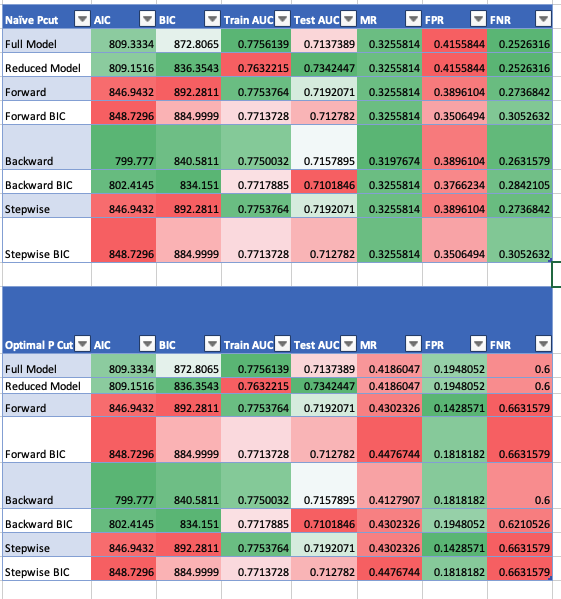 Naïve Pcut AIC BIC Train AUC Test AUC MR FPR FNR
Full Model 809.3334 872.8065 0.7756139 0.7137389 0.3255814 0.4155844 0.2526316
Reduced Model 809.1516 836.3543 0.7632215 0.7342447 0.3255814 0.4155844 0.2526316
Forward 846.9432 892.2811 0.7753764 0.7192071 0.3255814 0.3896104 0.2736842
Forward BIC 848.7296 884.9999 0.7713728 0.712782 0.3255814 0.3506494 0.3052632
Backward 799.777 840.5811 0.7750032 0.7157895 0.3197674 0.3896104 0.2631579
Backward BIC 802.4145 834.151 0.7717885 0.7101846 0.3255814 0.3766234 0.2842105
Stepwise 846.9432 892.2811 0.7753764 0.7192071 0.3255814 0.3896104 0.2736842
Stepwise BIC 848.7296 884.9999 0.7713728 0.712782 0.3255814 0.3506494 0.3052632
Optimal P Cut AIC BIC Train AUC Test AUC MR FPR FNR
Full Model 809.3334 872.8065 0.7756139 0.7137389 0.4186047 0.1948052 0.6
Reduced Model 809.1516 836.3543 0.7632215 0.7342447 0.4186047 0.1948052 0.6
Forward 846.9432 892.2811 0.7753764 0.7192071 0.4302326 0.1428571 0.6631579
Forward BIC 848.7296 884.9999 0.7713728 0.712782 0.4476744 0.1818182 0.6631579
Backward 799.777 840.5811 0.7750032 0.7157895 0.4127907 0.1818182 0.6
Backward BIC 802.4145 834.151 0.7717885 0.7101846 0.4302326 0.1948052 0.6210526
Stepwise 846.9432 892.2811 0.7753764 0.7192071 0.4302326 0.1428571 0.6631579
Stepwise BIC 848.7296 884.9999 0.7713728 0.712782 0.4476744 0.1818182 0.6631579